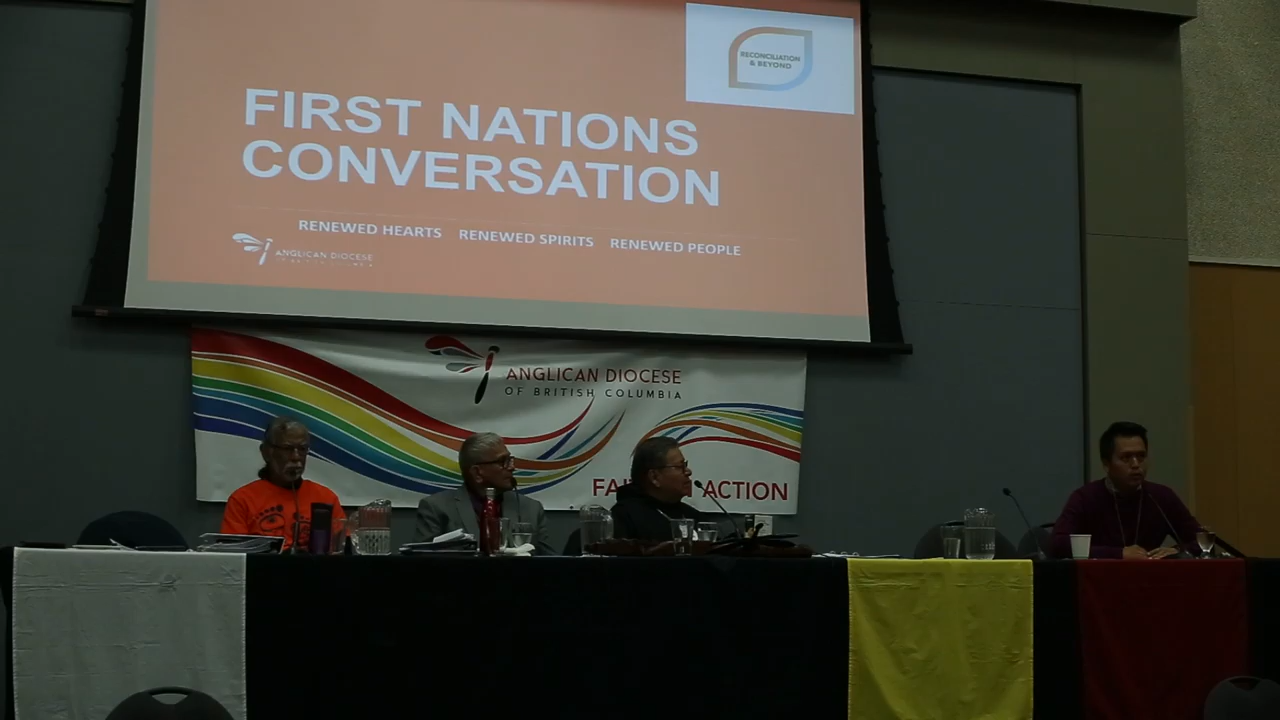 RECONCILIATION
& BEYOND
FIRST NATIONS
CONVERSATION
RENEWED HEARTS RENEWED SPIRITS RENEWED PEOPLE
ANGLICAN DIOCESE
ANGLICAN DIOCESE
OF BRITISH COLUMBIA
ACTION